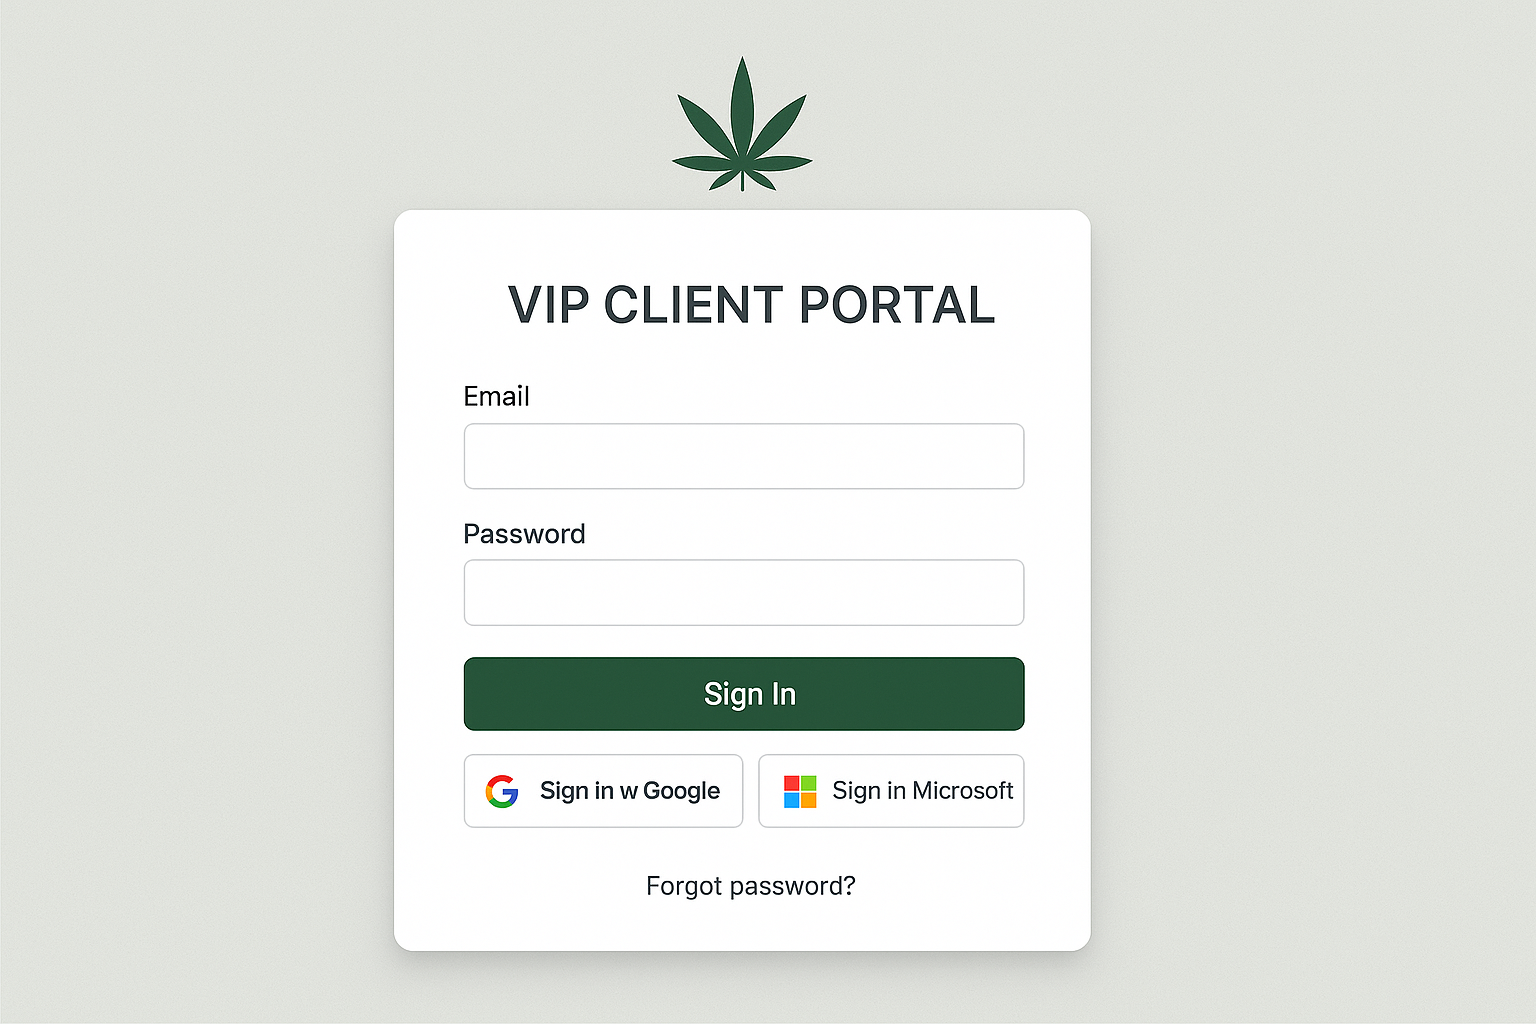 VIP CLIENT PORTAL
Email
Password
Sign In
Sign in w Google
Sign in Microsoft
Forgot password?